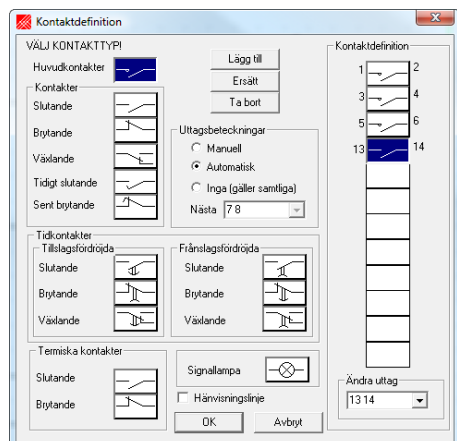 Kontaktdefinition
VÄLJ KONTAKTTYP!
Huvudkontakter
Kontakter
Slutande
Brytande
Växlande
Tidigt slutande
Sent brytande
Lägg till
Ersätt
Ta bort
Uttagsbeteckningar
Manuell
Automatisk
Inga (gäller samtliga)
Nästa 7 8
Tidkontakter
Tillslagsfördröjda
Slutande
Brytande
Växlande
Frånslagsfördröjda
Slutande
Brytande
Växlande
Termiska kontakter
Slutande
Brytande
Signallampa
Hänvisningslinje
OK Avbryt
Kontaktdefinition
1 2
3 4
5 6
13 14
Ändra uttag
13 14